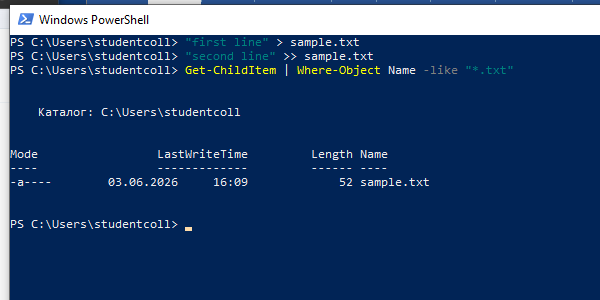 Windows PowerShell
PS C:\Users\studentcoll> "first line" > sample.txt
PS C:\Users\studentcoll> "second line" >> sample.txt
PS C:\Users\studentcoll> Get-ChildItem | Where-Object Name -like "*.txt"
Каталог: C:\Users\studentcoll
Mode LastWriteTime Length Name
---- ------------- ------ ----
-a---- 03.06.2026 16:09 52 sample.txt
PS C:\Users\studentcoll>